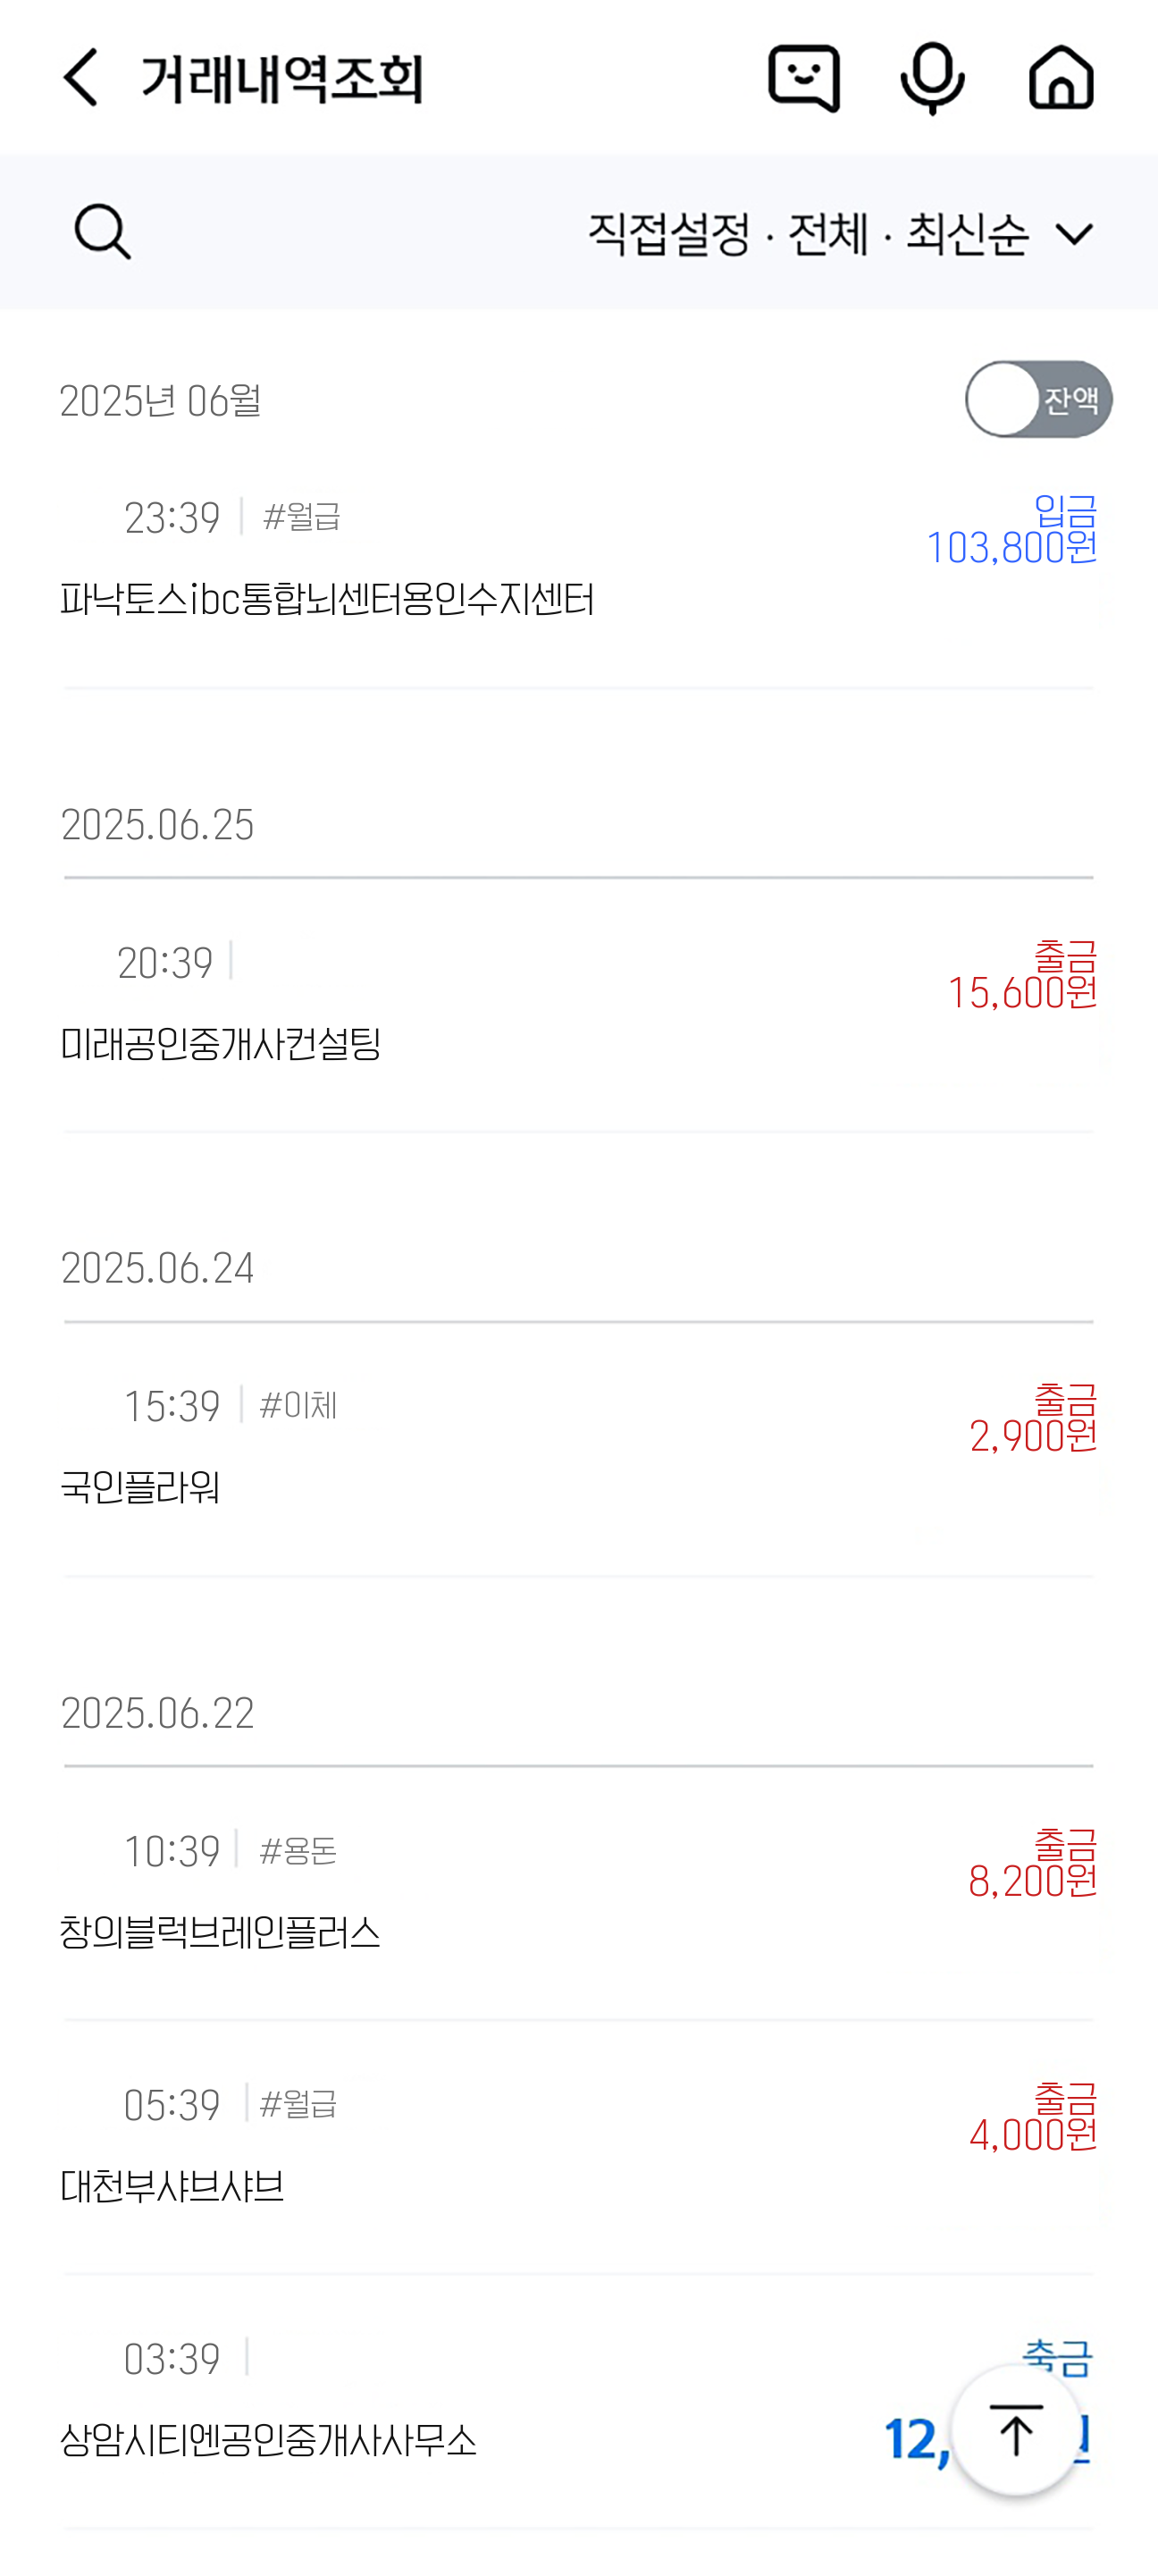 거래내역조회
직접설정 · 전체 · 최신순
2025년 06월
잔액
23:39 #월급
입금
103,800원
파낙토스ibc통합뇌센터용인수지센터
2025.06.25
20:39
출금
15,600원
미래공인중개사컨설팅
2025.06.24
15:39 #이체
출금
2,900원
국인플라워
2025.06.22
10:39 #용돈
출금
8,200원
창의블럭브레인플러스
05:39 #월급
출금
4,000원
대천부샤브샤브
03:39
상암시티엔공인중개사사무소
12,